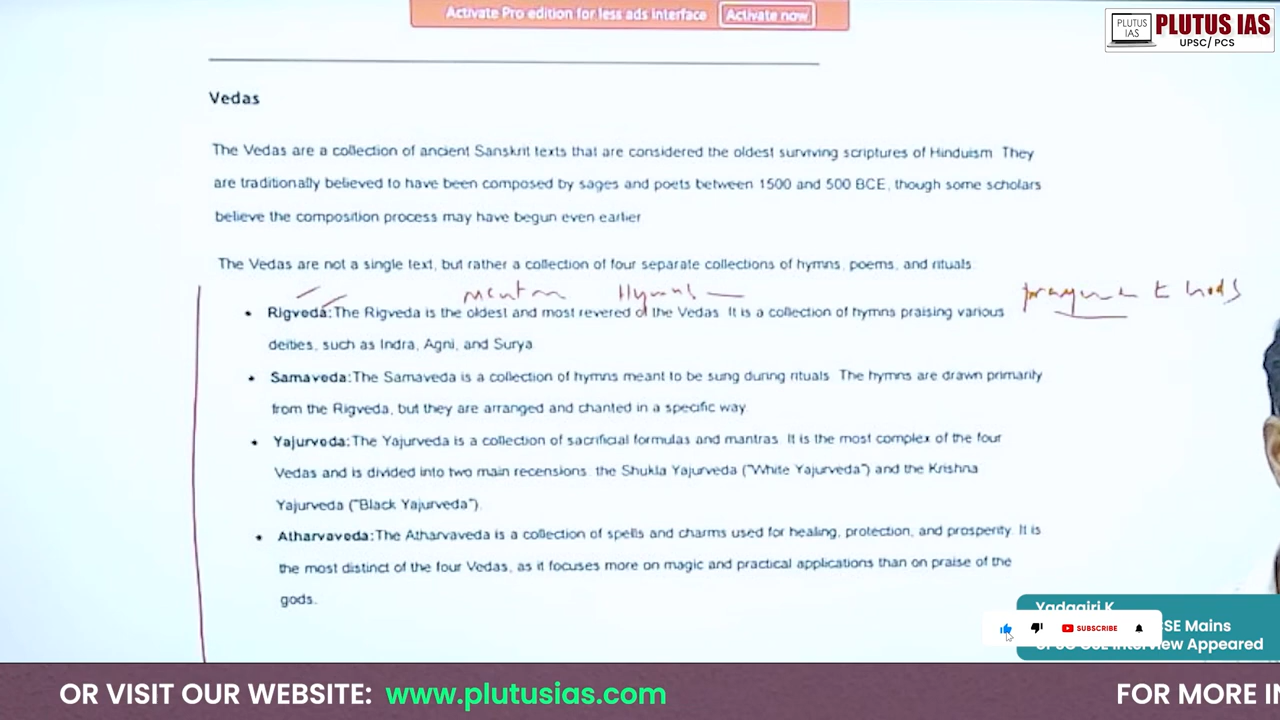 Activate Pro edition for less ads interface Activate now
PLUTUS IAS
PLUTUS IAS
UPSC/ PCS
Vedas
The Vedas are a collection of ancient Sanskrit texts that are considered the oldest surviving scriptures of Hinduism. They
are traditionally believed to have been composed by sages and poets between 1500 and 500 BCE, though some scholars
believe the composition process may have begun even earlier
The Vedas are not a single text, but rather a collection of four separate collections of hymns, poems, and rituals
Hymns
• Rigveda: The Rigveda is the oldest and most revered of the Vedas. It is a collection of hymns praising various
deities, such as Indra, Agni, and Surya
• Samaveda: The Samaveda is a collection of hymns meant to be sung during rituals. The hymns are drawn primarily
from the Rigveda, but they are arranged and chanted in a specific way.
• Yajurveda: The Yajurveda is a collection of sacrificial formulas and mantras. It is the most complex of the four
Vedas and is divided into two main recensions: the Shukla Yajurveda ("White Yajurveda") and the Krishna
Yajurveda ("Black Yajurveda").
• Atharvaveda: The Atharvaveda is a collection of spells and charms used for healing, protection, and prosperity. It is
the most distinct of the four Vedas, as it focuses more on magic and practical applications than on praise of the
gods.
Yadagiri K
SE Mains
Interview Appeared
SUBSCRIBE
OR VISIT OUR WEBSITE: www.plutusias.com
FOR MORE IN